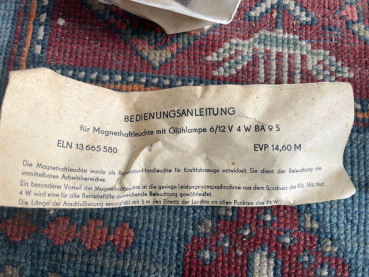 BEDIENUNGSANLEITUNG
für Magnethaftleuchte mit Glühlampe 6/12 V 4 W BA 9 S
ELN 13 665 580 EVP 14,60 M
Die Magnethaftleuchte wurde als Reparatur-Handleuchte für Kraftfahrzeuge entwickelt. Sie dient der Beleuchtung des
unmittelbaren Arbeitsbereiches.
Ein besonderer Vorteil der Magnethaftleuchte ist die geringe Leistungsinanspruchnahme aus dem Bordnetz des Kfz. Mit nur
4 W wird eine für alle Betriebsfälle ausreichende Beleuchtung gewährleistet.
Die Länge der Anschlußleitung ermöglicht mit 5 m den Einsatz der Leuchte an allen Punkten des PKW.